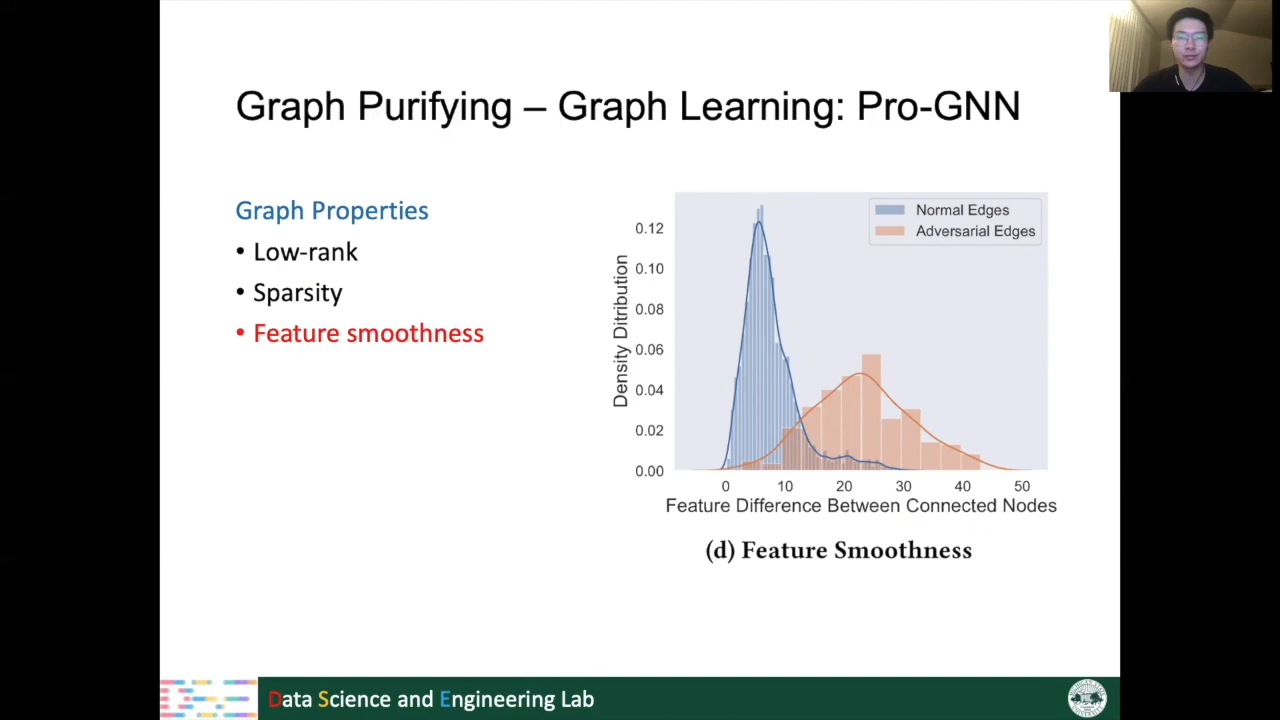 Graph Purifying – Graph Learning: Pro-GNN
Graph Properties
• Low-rank
• Sparsity
• Feature smoothness
Normal Edges
Adversarial Edges
Density Ditribution
0.12
0.10
0.08
0.06
0.04
0.02
0.00
0 10 20 30 40 50
Feature Difference Between Connected Nodes
(d) Feature Smoothness
Data Science and Engineering Lab